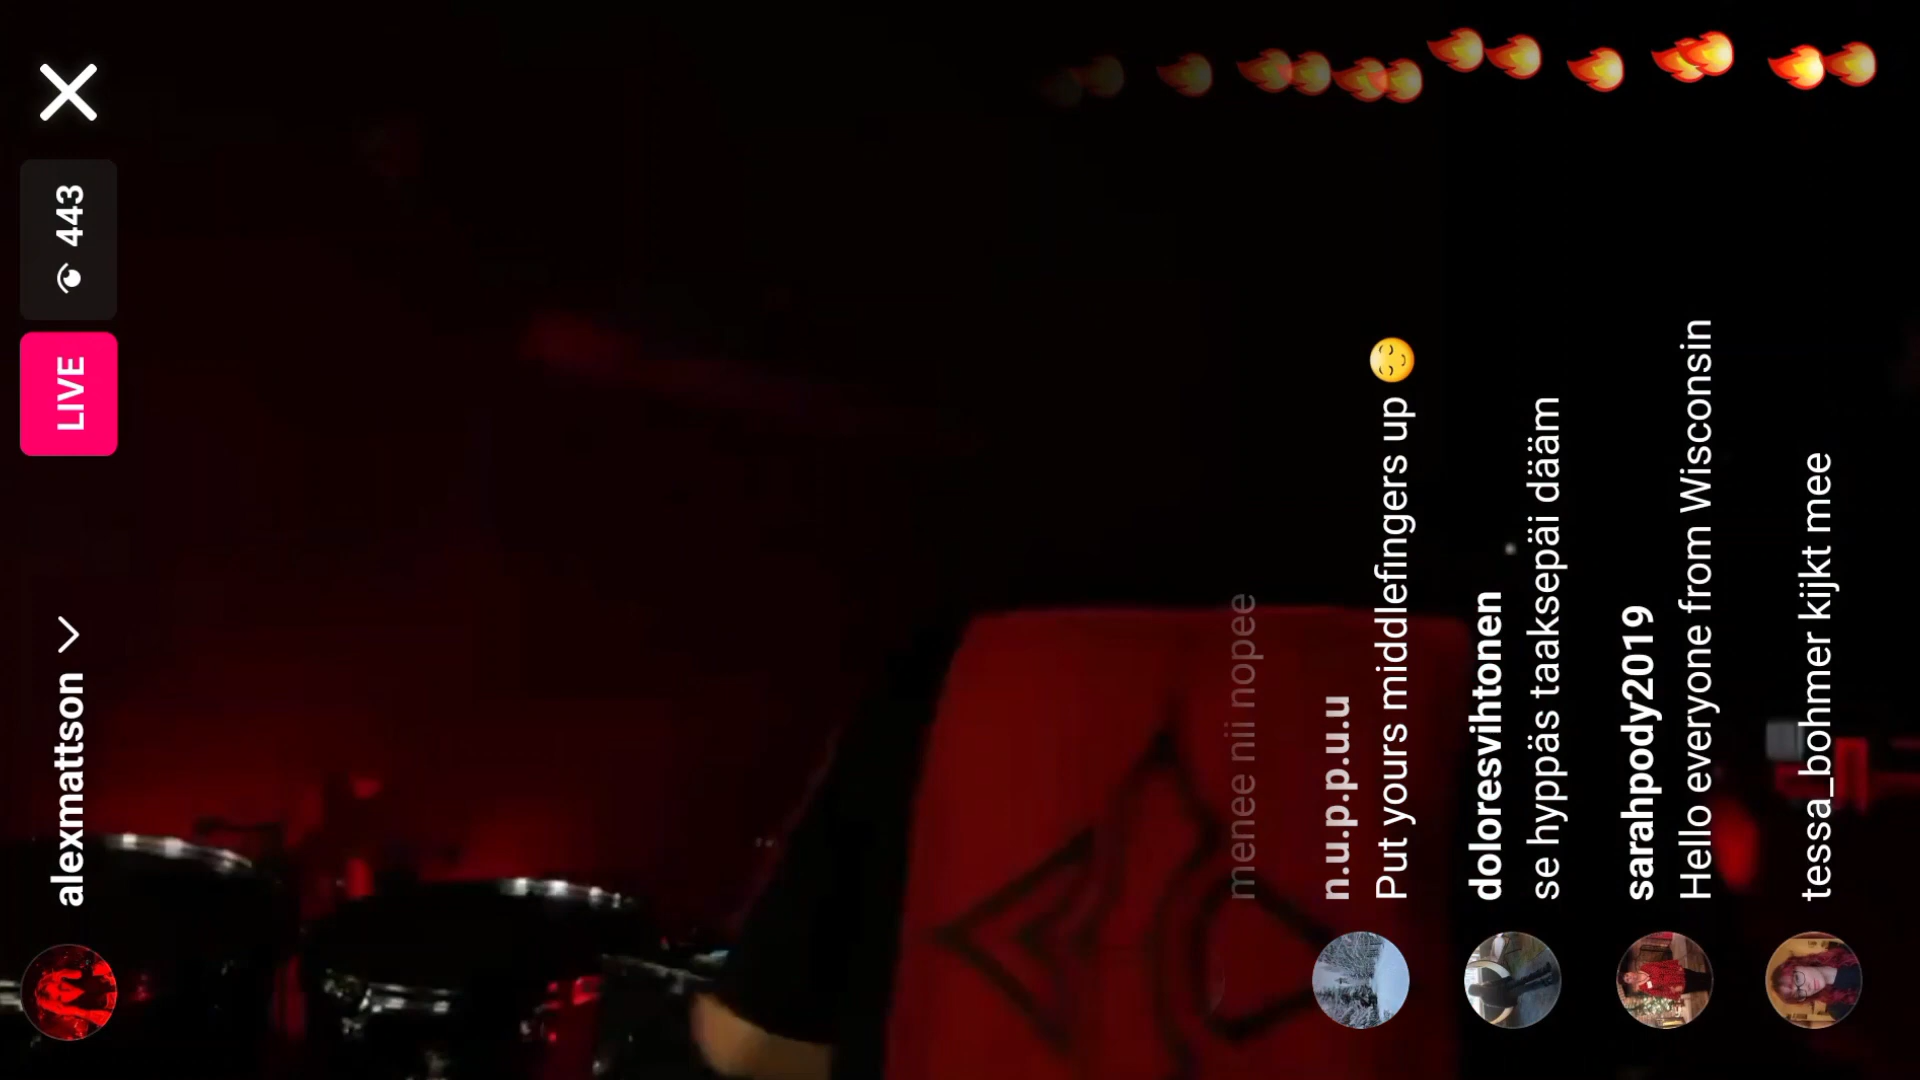 alexmattson
LIVE
443
menee nii nopee
n.u.p.p.u.u
Put yours middlefingers up 😌
doloresvihtonen
se hyppäs taaksepäi dääm
sarahpody2019
Hello everyone from Wisconsin
tessa_bohmer kijkt mee